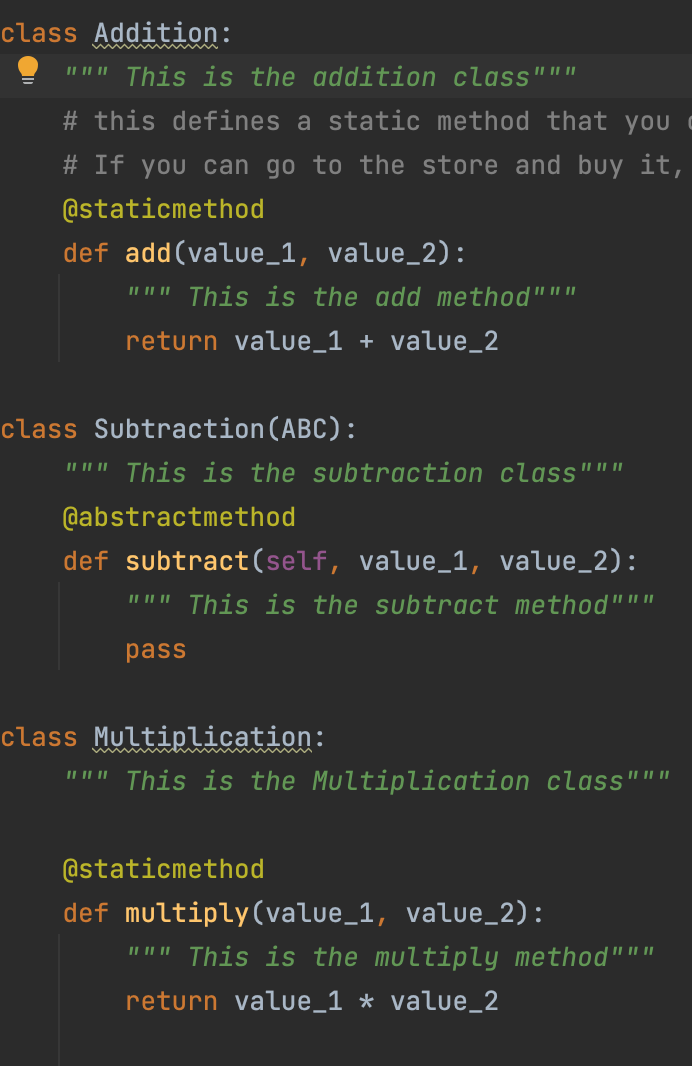 class Addition:
    """ This is the addition class"""
    # this defines a static method that you
    # If you can go to the store and buy it,
    @staticmethod
    def add(value_1, value_2):
        """ This is the add method"""
        return value_1 + value_2
class Subtraction(ABC):
    """ This is the subtraction class"""
    @abstractmethod
    def subtract(self, value_1, value_2):
        """ This is the subtract method"""
        pass
class Multiplication:
    """ This is the Multiplication class"""
    @staticmethod
    def multiply(value_1, value_2):
        """ This is the multiply method"""
        return value_1 * value_2